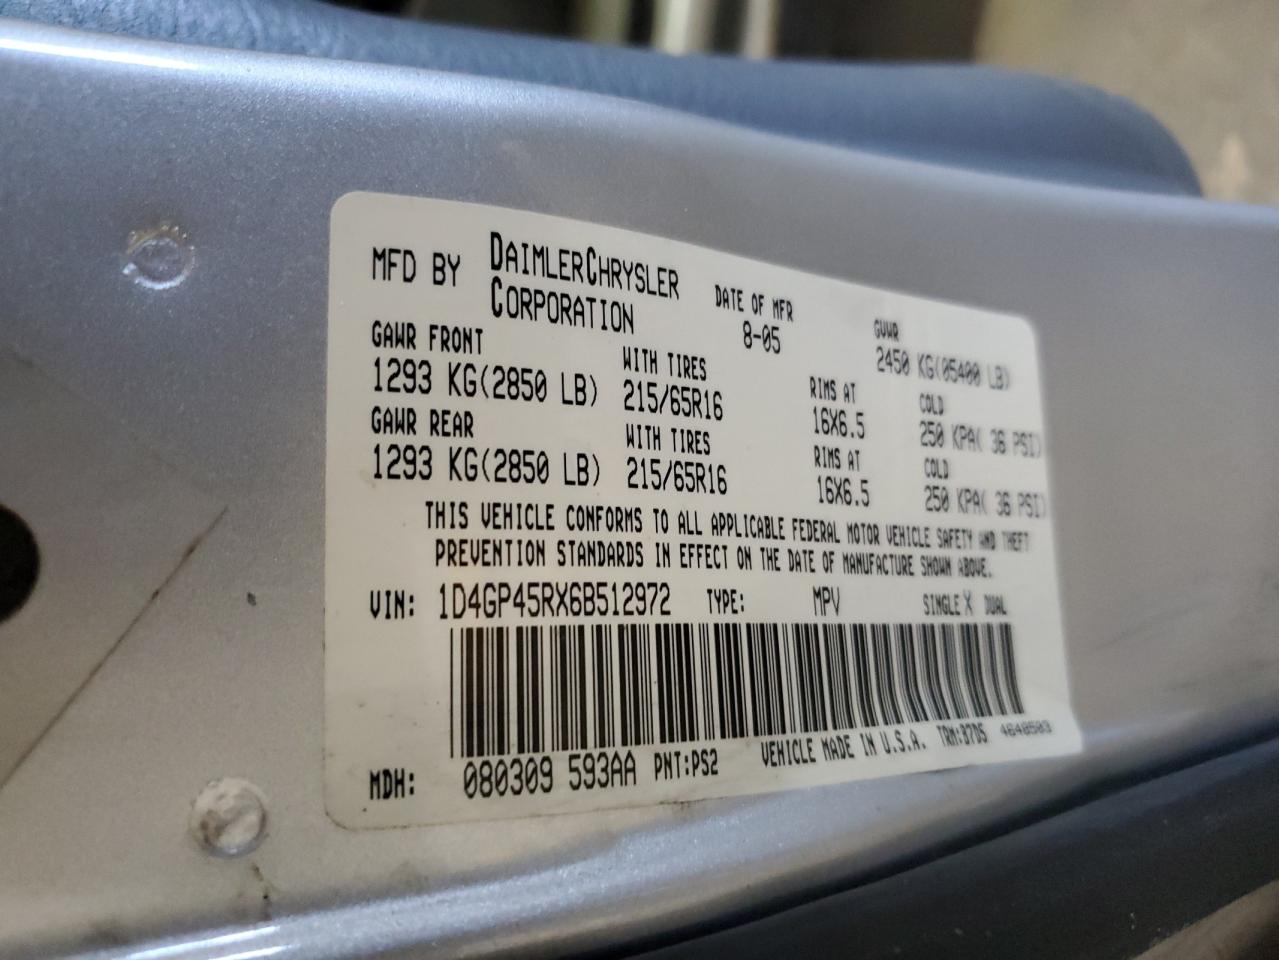 MFD BY DAIMLERCHRYSLER CORPORATION DATE OF MFR 8-05 GVWR 2450 KG(05400 LB)
GAWR FRONT WITH TIRES RIMS AT COLD
1293 KG(2850 LB) 215/65R16 16X6.5 250 KPA( 36 PSI)
GAWR REAR WITH TIRES RIMS AT COLD
1293 KG(2850 LB) 215/65R16 16X6.5 250 KPA( 36 PSI)
THIS VEHICLE CONFORMS TO ALL APPLICABLE FEDERAL MOTOR VEHICLE SAFETY AND THEFT
PREVENTION STANDARDS IN EFFECT ON THE DATE OF MANUFACTURE SHOWN ABOVE.
VIN: 1D4GP45RX6B512972 TYPE: MPV SINGLE X DUAL
MDH: 080309 593AA PNT:PS2 VEHICLE MADE IN U.S.A. TRM:37D5 4648503